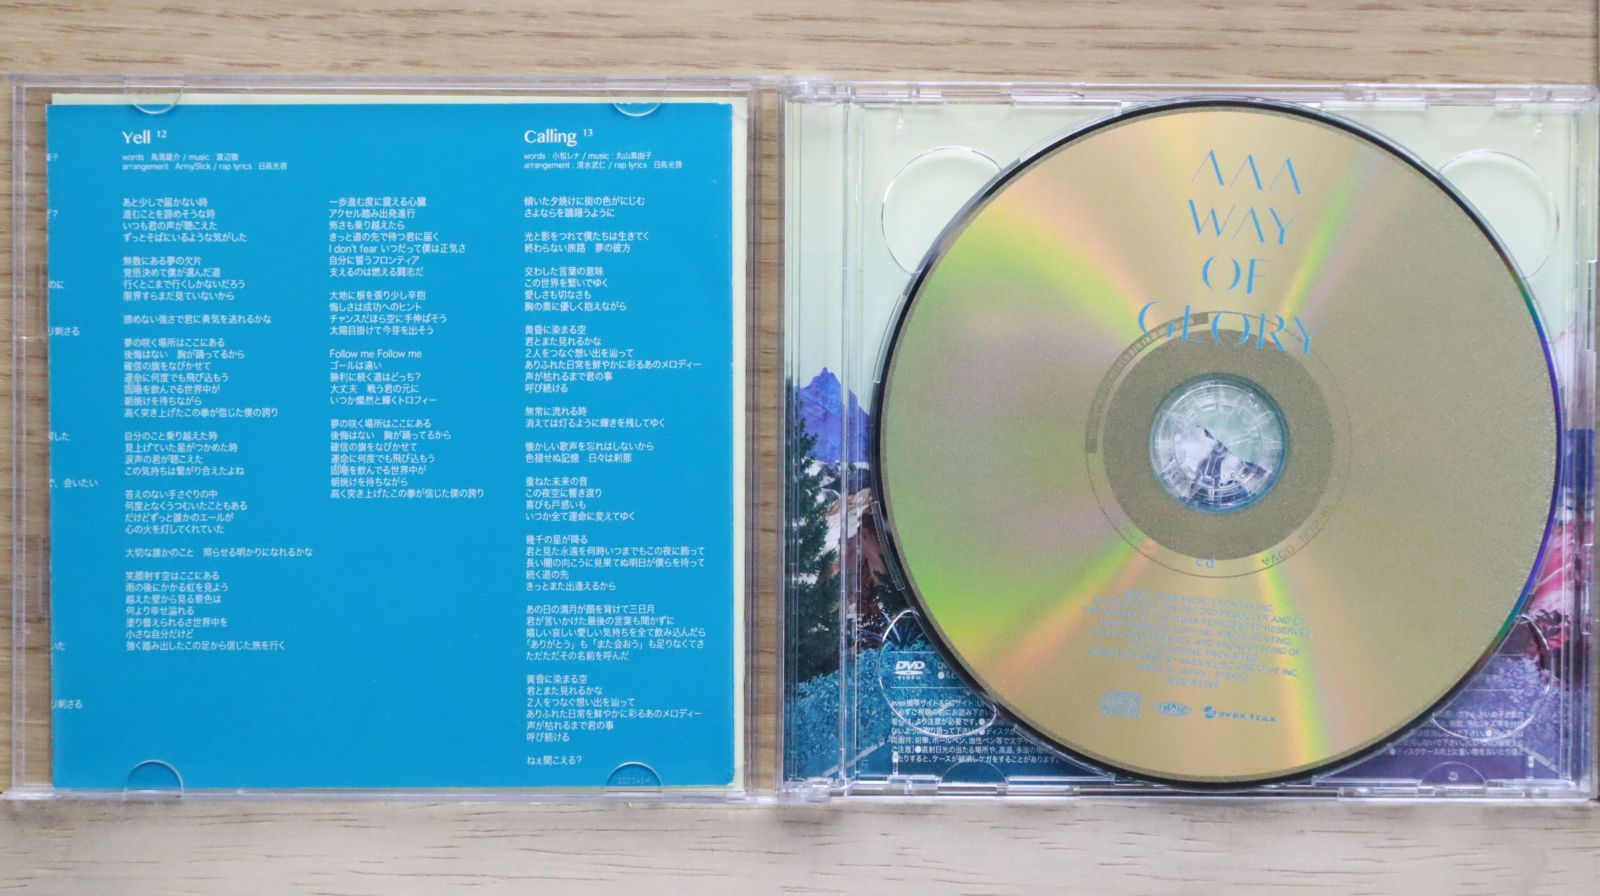 Yell 12
words : 鳥海雄介 / music : 渡辺徹
arrangement : ArmySlick / rap lyrics : 日高光啓
あと少しで届かない時
進むことを諦めそうな時
いつも君の声が聴こえた
ずっとそばにいるような気がした
無数にある夢の欠片
覚悟決めて僕が選んだ道
行くとこまで行くしかないだろう
限界すらまだ見ていないから
諦めない強さで君に勇気を送れるかな
夢の咲く場所はここにある
後悔はない 胸が踊ってるから
確信の旗をなびかせて
運命に何度でも飛び込もう
固唾を飲んでる世界中が
朝焼けを待ちながら
高く突き上げたこの拳が信じた僕の誇り
自分のこと乗り越えた時
見上げていた星がつかめた時
涙声の君が聴こえた
この気持ちは繋がり合えたよね
答えのない手さぐりの中
何度となくうつむいたこともある
だけどずっと誰かのエールが
心の火を灯してくれていた
大切な誰かのこと 照らせる明かりになれるかな
笑顔射す空はここにある
雨の後にかかる虹を見よう
越えた壁から見る景色は
何より幸せ溢れる
塗り替えられるさ世界中を
小さな自分だけど
強く踏み出したこの足から信じた旅を行く
一歩進む度に震える心臓
アクセル踏み出発進行
怖さも乗り越えたら
きっと道の先で待つ君に届く
I don't fear いつだって僕は正気さ
自分に誓うフロンティア
支えるのは燃える闘志だ
大地に根を張り少し辛抱
悔しさは成功へのヒント
チャンスだほら空に手伸ばそう
太陽目掛けて今芽を出そう
Follow me Follow me
ゴールは遠い
勝利に続く道はどっち?
大丈夫 戦う君の元に
いつか燦然と輝くトロフィー
夢の咲く場所はここにある
後悔はない 胸が踊ってるから
確信の旗をなびかせて
運命に何度でも飛び込もう
固唾を飲んでる世界中が
朝焼けを待ちながら
高く突き上げたこの拳が信じた僕の誇り
Calling 13
words : 小松レナ / music : 丸山真由子
arrangement : 清水武仁 / rap lyrics : 日高光啓
傾いた夕焼けに街の色がにじむ
さよならを躊躇うように
光と影をつれて僕たちは生きてく
終わらない旅路 夢の彼方
交わした言葉の意味
この世界を繋いでゆく
愛しさも切なさも
胸の奥に優しく抱えながら
黄昏に染まる空
君とまた見れるかな
2人をつなぐ想い出を辿って
ありふれた日常を鮮やかに彩るあのメロディー
声が枯れるまで君の事
呼び続ける
無常に流れる時
消えては灯るように輝きを残してゆく
懐かしい歌声を忘れはしないから
色褪せぬ記憶 日々は刹那
重ねた未来の音
この夜空に響き渡り
喜びも戸惑いも
いつか全て運命に変えてゆく
幾千の星が降る
君と見た永遠を何時いつまでもこの夜に飾って
長い闇の向こうに見果てぬ明日が僕らを待って
続く道の先
きっとまた出逢えるから
あの日の満月が顔を背けて三日月
君が言いかけた最後の言葉も聞かずに
嬉しい哀しい愛しい気持ちを全て飲み込んだら
「ありがとう」も「また会おう」も足りなくてさ
ただただその名前を呼んだ
黄昏に染まる空
君とまた見れるかな
2人をつなぐ想い出を辿って
ありふれた日常を鮮やかに彩るあのメロディー
声が枯れるまで君の事
呼び続ける
ねぇ聞こえる?
り刺さる
で、会いたい
り刺さる
AAA
WAY
OF
GLORY
cd
DVD
VIDEO
avex trax